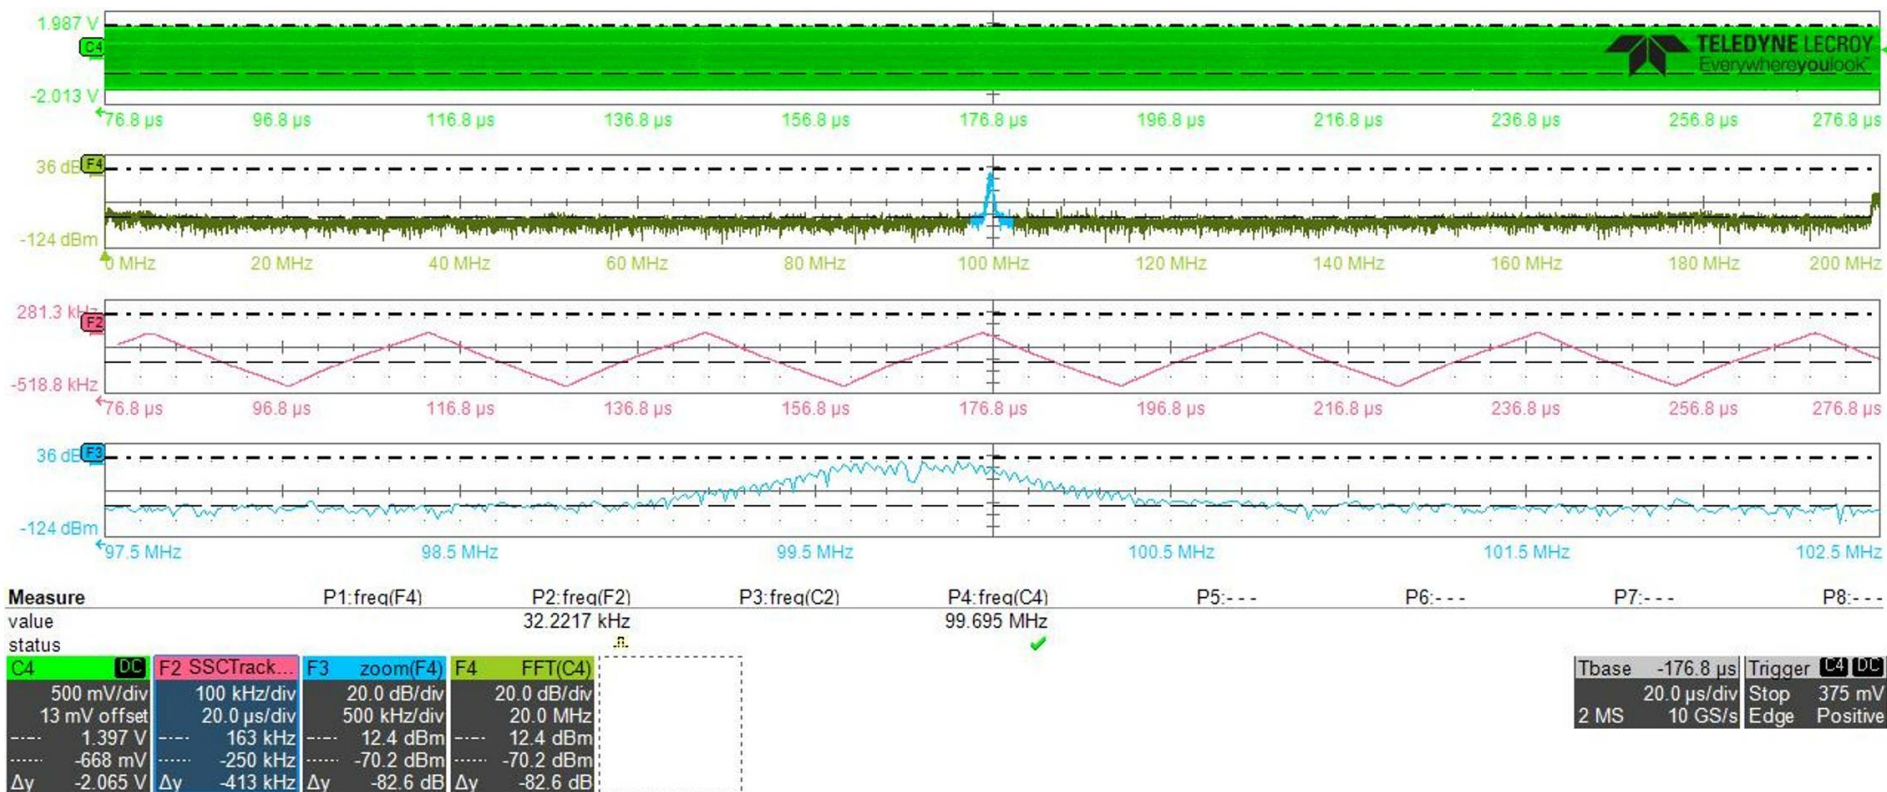 1.987 V
C4
-2.013 V
TELEDYNE LECROY
Everywhereyoulook™
76.8 µs 96.8 µs 116.8 µs 136.8 µs 156.8 µs 176.8 µs 196.8 µs 216.8 µs 236.8 µs 256.8 µs 276.8 µs
36 dB
F4
-124 dBm
0 MHz 20 MHz 40 MHz 60 MHz 80 MHz 100 MHz 120 MHz 140 MHz 160 MHz 180 MHz 200 MHz
281.3 kHz
F2
-518.8 kHz
76.8 µs 96.8 µs 116.8 µs 136.8 µs 156.8 µs 176.8 µs 196.8 µs 216.8 µs 236.8 µs 256.8 µs 276.8 µs
36 dB
F3
-124 dBm
97.5 MHz 98.5 MHz 99.5 MHz 100.5 MHz 101.5 MHz 102.5 MHz
Measure P1:freq(F4) P2:freq(F2) P3:freq(C2) P4:freq(C4) P5:- - - P6:- - - P7:- - - P8:- - -
value 32.2217 kHz 99.695 MHz
status
C4 DC
500 mV/div
13 mV offset
1.397 V
-668 mV
Δy -2.065 V
F2 SSCTrack...
100 kHz/div
20.0 µs/div
163 kHz
-250 kHz
Δy -413 kHz
F3 zoom(F4)
20.0 dB/div
500 kHz/div
12.4 dBm
-70.2 dBm
Δy -82.6 dB
F4 FFT(C4)
20.0 dB/div
20.0 MHz
12.4 dBm
-70.2 dBm
Δy -82.6 dB
Tbase -176.8 µs
20.0 µs/div
2 MS 10 GS/s
Trigger C4 DC
Stop 375 mV
Edge Positive